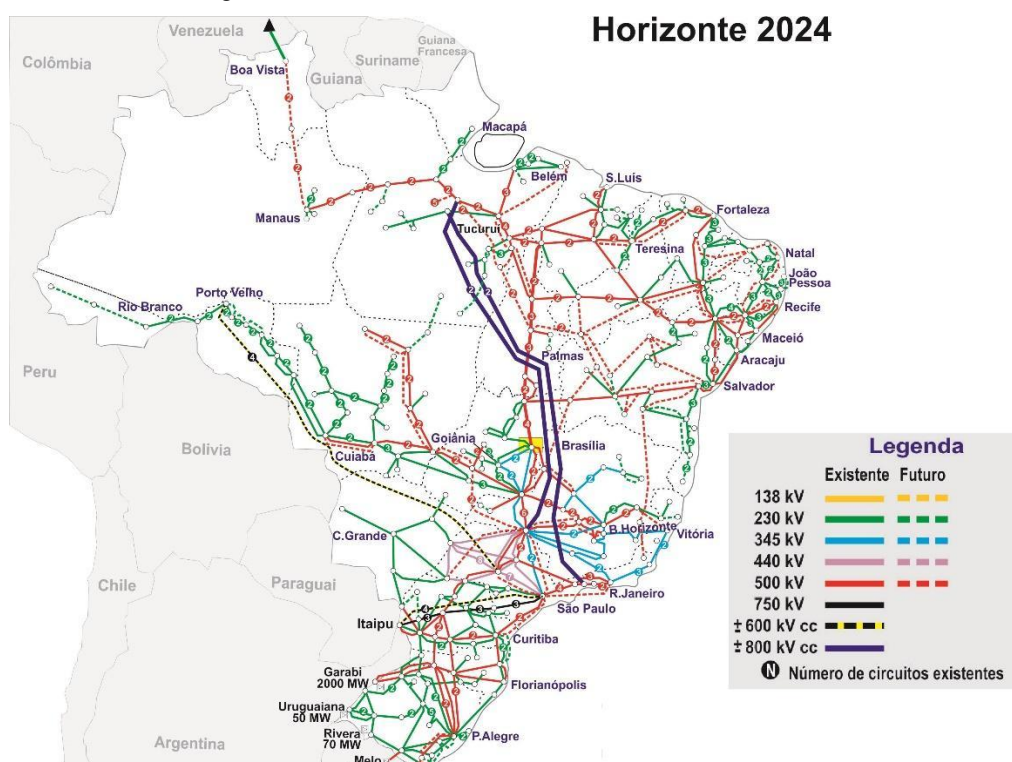 Horizonte 2024
Venezuela
Guiana
Francesa
Suriname
Guiana
Colômbia
Boa Vista
Macapá
Belém
S.Luis
Manaus
Tucuruí
Fortaleza
Teresina
Natal
João
Pessoa
Recife
Maceió
Aracaju
Salvador
Rio Branco
Porto Velho
Palmas
Peru
Bolívia
Goiânia
Brasília
Cuiabá
B.Horizonte
Vitória
C.Grande
Chile
Paraguai
R.Janeiro
São Paulo
Itaipu
Curitiba
Garabi
2000 MW
Florianópolis
Uruguaiana
50 MW
Rivera
70 MW
P.Alegre
Argentina
Melo
Legenda
Existente Futuro
138 kV
230 kV
345 kV
440 kV
500 kV
750 kV
± 600 kV cc
± 800 kV cc
N Número de circuitos existentes